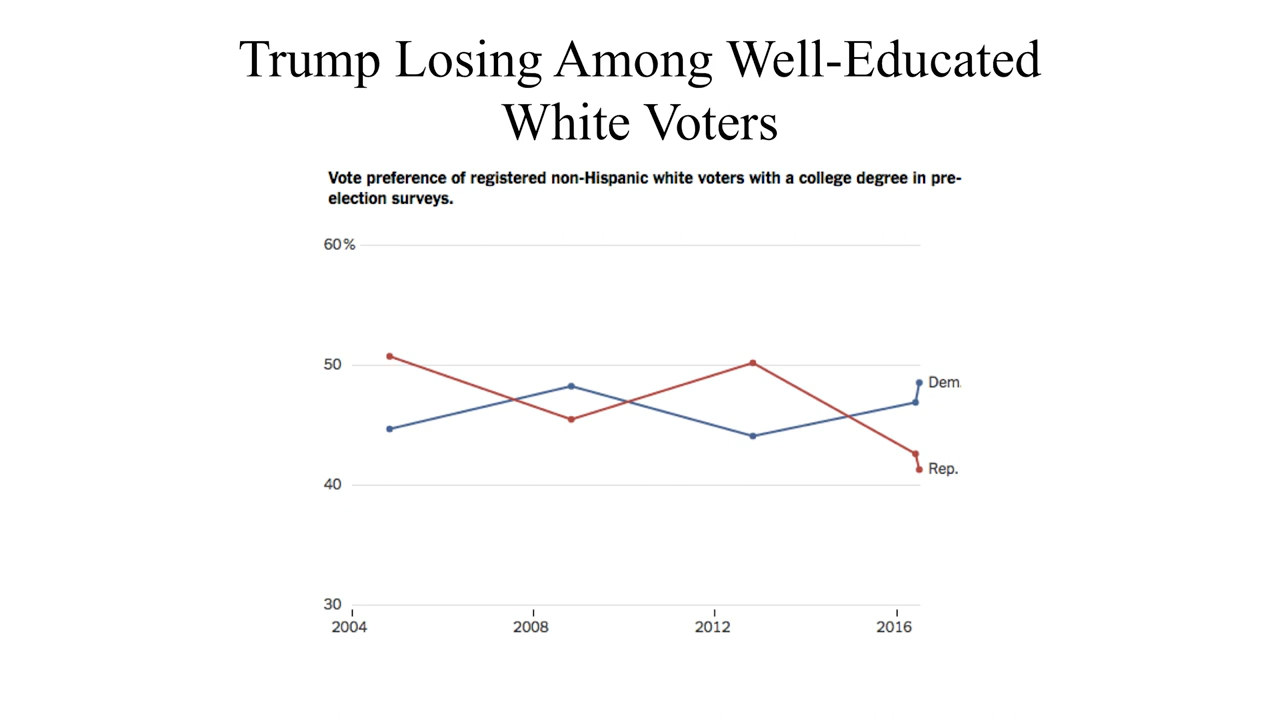 Trump Losing Among Well-Educated
White Voters
Vote preference of registered non-Hispanic white voters with a college degree in pre-
election surveys.
60%
50
Dem.
Rep.
40
30
2004 2008 2012 2016